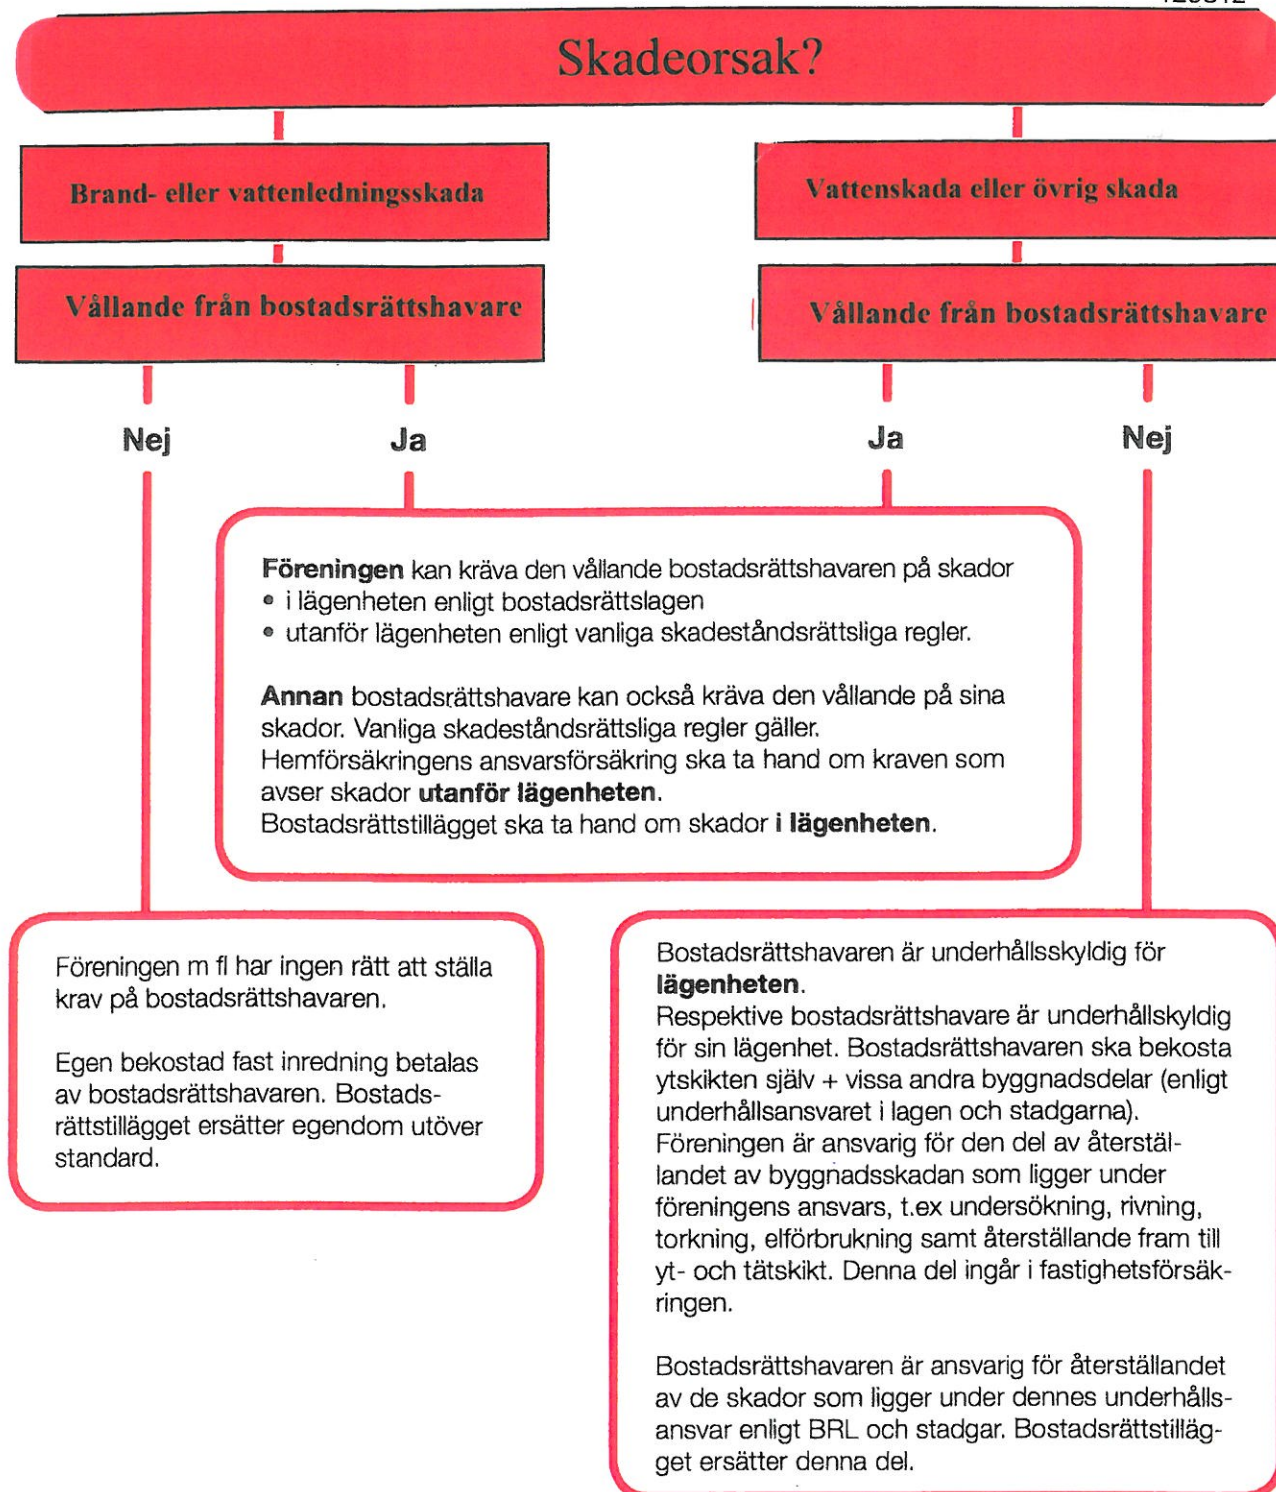 Skadeorsak?
Brand- eller vattenledningsskada
Vattenskada eller övrig skada
Vållande från bostadsrättshavare
Vållande från bostadsrättshavare
Nej
Ja
Ja
Nej
Föreningen kan kräva den vållande bostadsrättshavaren på skador
• i lägenheten enligt bostadsrättslagen
• utanför lägenheten enligt vanliga skadeståndsrättsliga regler.
Annan bostadsrättshavare kan också kräva den vållande på sina
skador. Vanliga skadeståndsrättsliga regler gäller.
Hemförsäkringens ansvarsförsäkring ska ta hand om kraven som
avser skador utanför lägenheten.
Bostadsrättstillägget ska ta hand om skador i lägenheten.
Föreningen m fl har ingen rätt att ställa
krav på bostadsrättshavaren.
Egen bekostad fast inredning betalas
av bostadsrättshavaren. Bostads-
rättstillägget ersätter egendom utöver
standard.
Bostadsrättshavaren är underhållsskyldig för
lägenheten.
Respektive bostadsrättshavare är underhållskyldig
för sin lägenhet. Bostadsrättshavaren ska bekosta
ytskikten själv + vissa andra byggnadsdelar (enligt
underhållsansvaret i lagen och stadgarna).
Föreningen är ansvarig för den del av återstäl-
landet av byggnadsskadan som ligger under
föreningens ansvars, t.ex undersökning, rivning,
torkning, elförbrukning samt återställande fram till
yt- och tätskikt. Denna del ingår i fastighetsförsäk-
ringen.
Bostadsrättshavaren är ansvarig för återställandet
av de skador som ligger under dennes underhålls-
ansvar enligt BRL och stadgar. Bostadsrättstilläg-
get ersätter denna del.